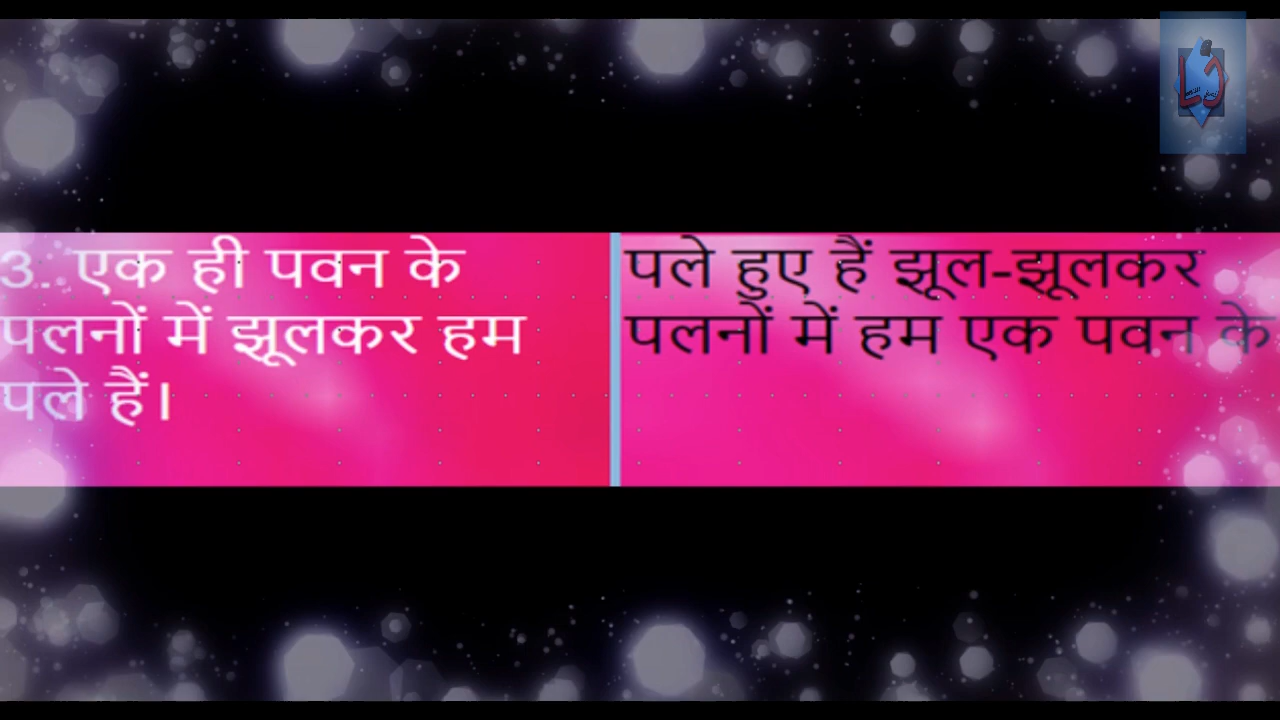 3. एक ही पवन के
पलनों में झूलकर हम
पले हैं।
पले हुए हैं झूल-झूलकर
पलनों में हम एक पवन के